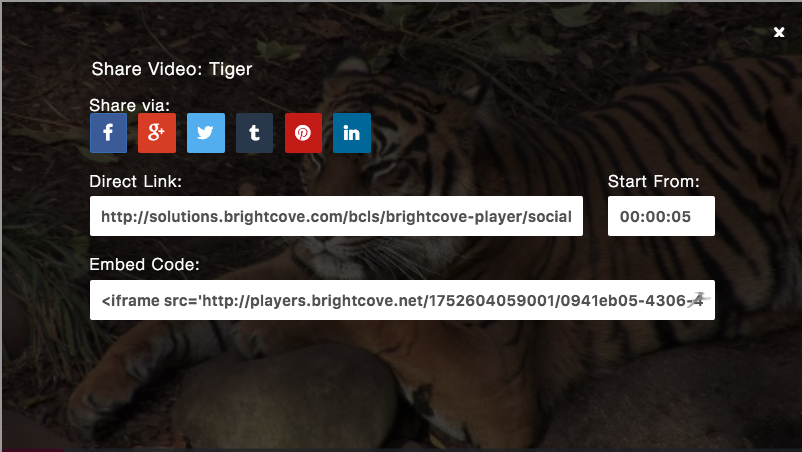 x
Share Video: Tiger
Share via:
f g+ t in
Direct Link: Start From:
http://solutions.brightcove.com/bcls/brightcove-player/social 00:00:05
Embed Code:
<iframe src='http://players.brightcove.net/1752604059001/0941eb05-4306-4